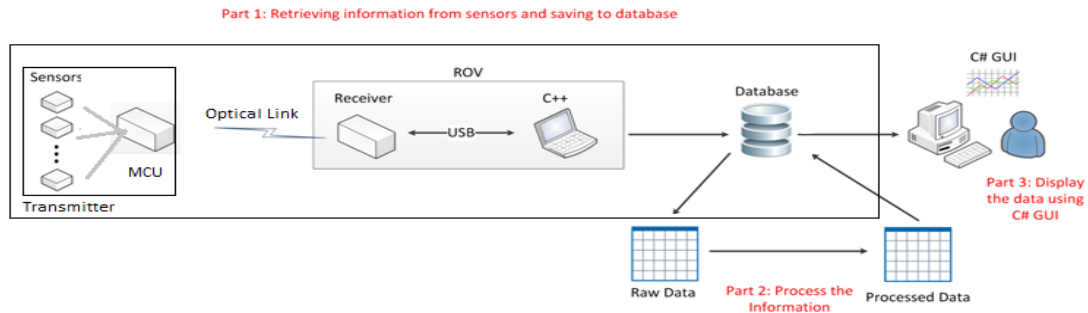 Part 1: Retrieving information from sensors and saving to database
Sensors
MCU
Transmitter
Optical Link
ROV
Receiver
USB
C++
Database
C# GUI
Part 3: Display
the data using
C# GUI
Raw Data
Part 2: Process the
Information
Processed Data